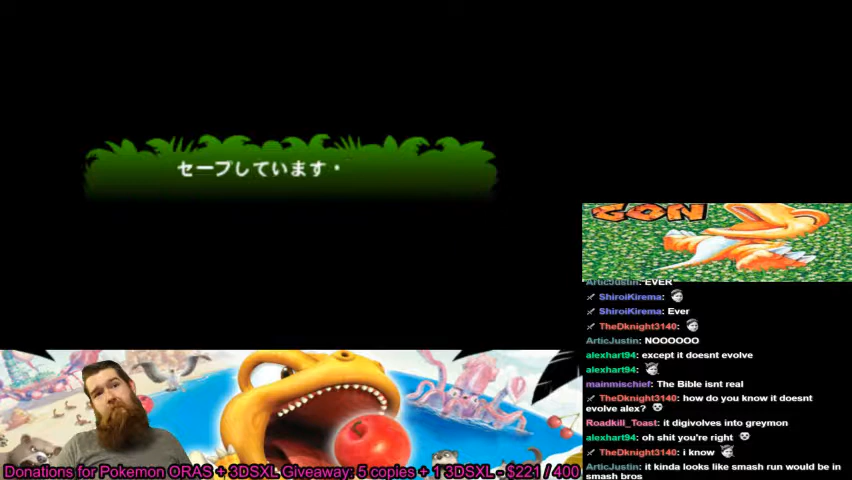 セーブしています・
GON
ArticJustin: EVER
ShiroiKirema:
ShiroiKirema: Ever
TheDknight3140:
ArticJustin: NOOOOOO
alexhart94: except it doesnt evolve
alexhart94:
mainmischief: The Bible isnt real
TheDknight3140: how do you know it doesnt
evolve alex?
Roadkill_Toast: it digivolves into greymon
alexhart94: oh shit you're right
TheDknight3140: i know
ArticJustin: it kinda looks like smash run would be in
smash bros
Donations for Pokemon ORAS + 3DSXL Giveaway: 5 copies + 1 3DSXL - $221 / 400